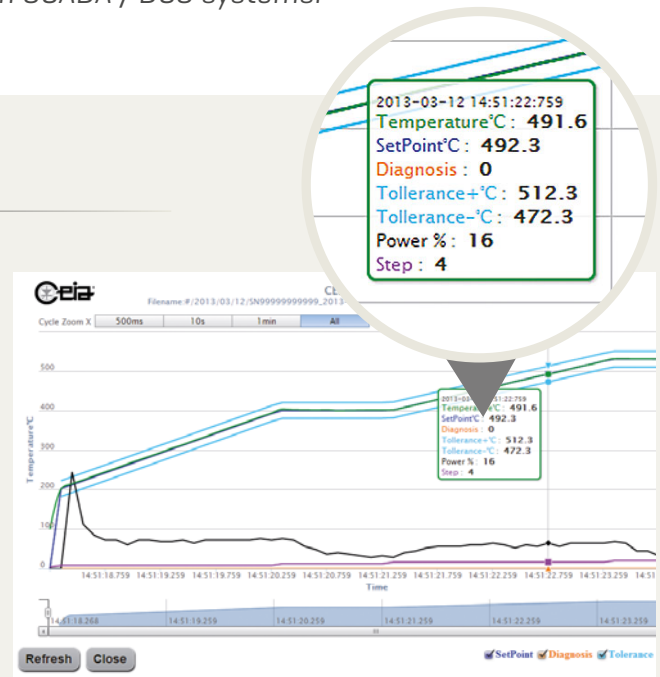 SCADA / DCS systems.
2013-03-12 14:51:22:759
Temperature°C : 491.6
SetPoint°C : 492.3
Diagnosis : 0
Tollerance+°C : 512.3
Tollerance-°C : 472.3
Power % : 16
Step : 4
Ceia
Filename:#/2013/03/12/SN99999999999_2013-
Cycle Zoom X 500ms 10s 1min All
500
400
300
200
100
0
Temperature°C
14:51:22:759
Temperature°C : 491.6
SetPoint°C : 492.3
Diagnosis : 0
Tollerance+°C : 512.3
Tollerance-°C : 472.3
Power % : 16
Step : 4
14:51:18.759 14:51:19.259 14:51:19.759 14:51:20.259 14:51:20.759 14:51:21.259 14:51:21.759 14:51:22.259 14:51:22.759 14:51:23.259 14:51
Time
14:51:18.268 14:51:19.259 14:51:20.259 14:51:21.259 14:51:22.259 14:51:23.259
Refresh Close
SetPoint Diagnosis Tolerance